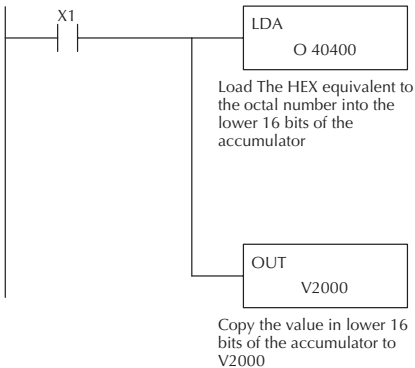 X1
LDA
O 40400
Load The HEX equivalent to
the octal number into the
lower 16 bits of the
accumulator
OUT
V2000
Copy the value in lower 16
bits of the accumulator to
V2000